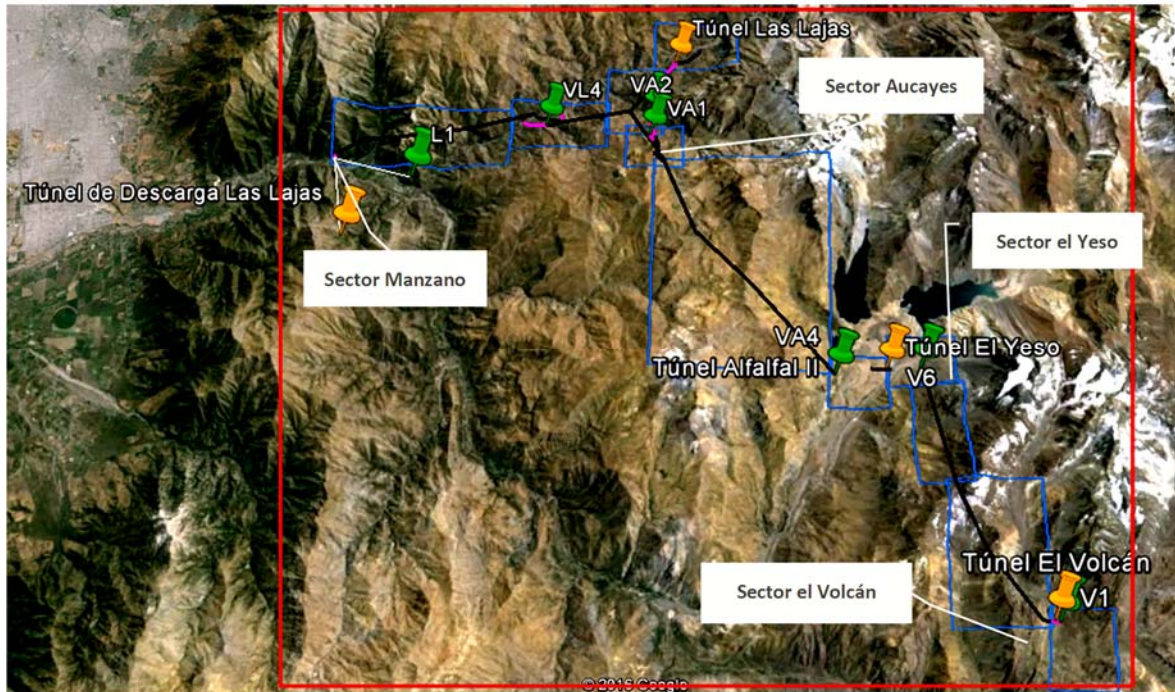 Túnel Las Lajas
Sector Aucayes
VL4
VA2
VA1
L1
Túnel de Descarga Las Lajas
Sector Manzano
Sector el Yeso
VA4
Túnel El Yeso
Túnel Alfalfal II
V6
Túnel El Volcán
Sector el Volcán
V1
© 2016 Google